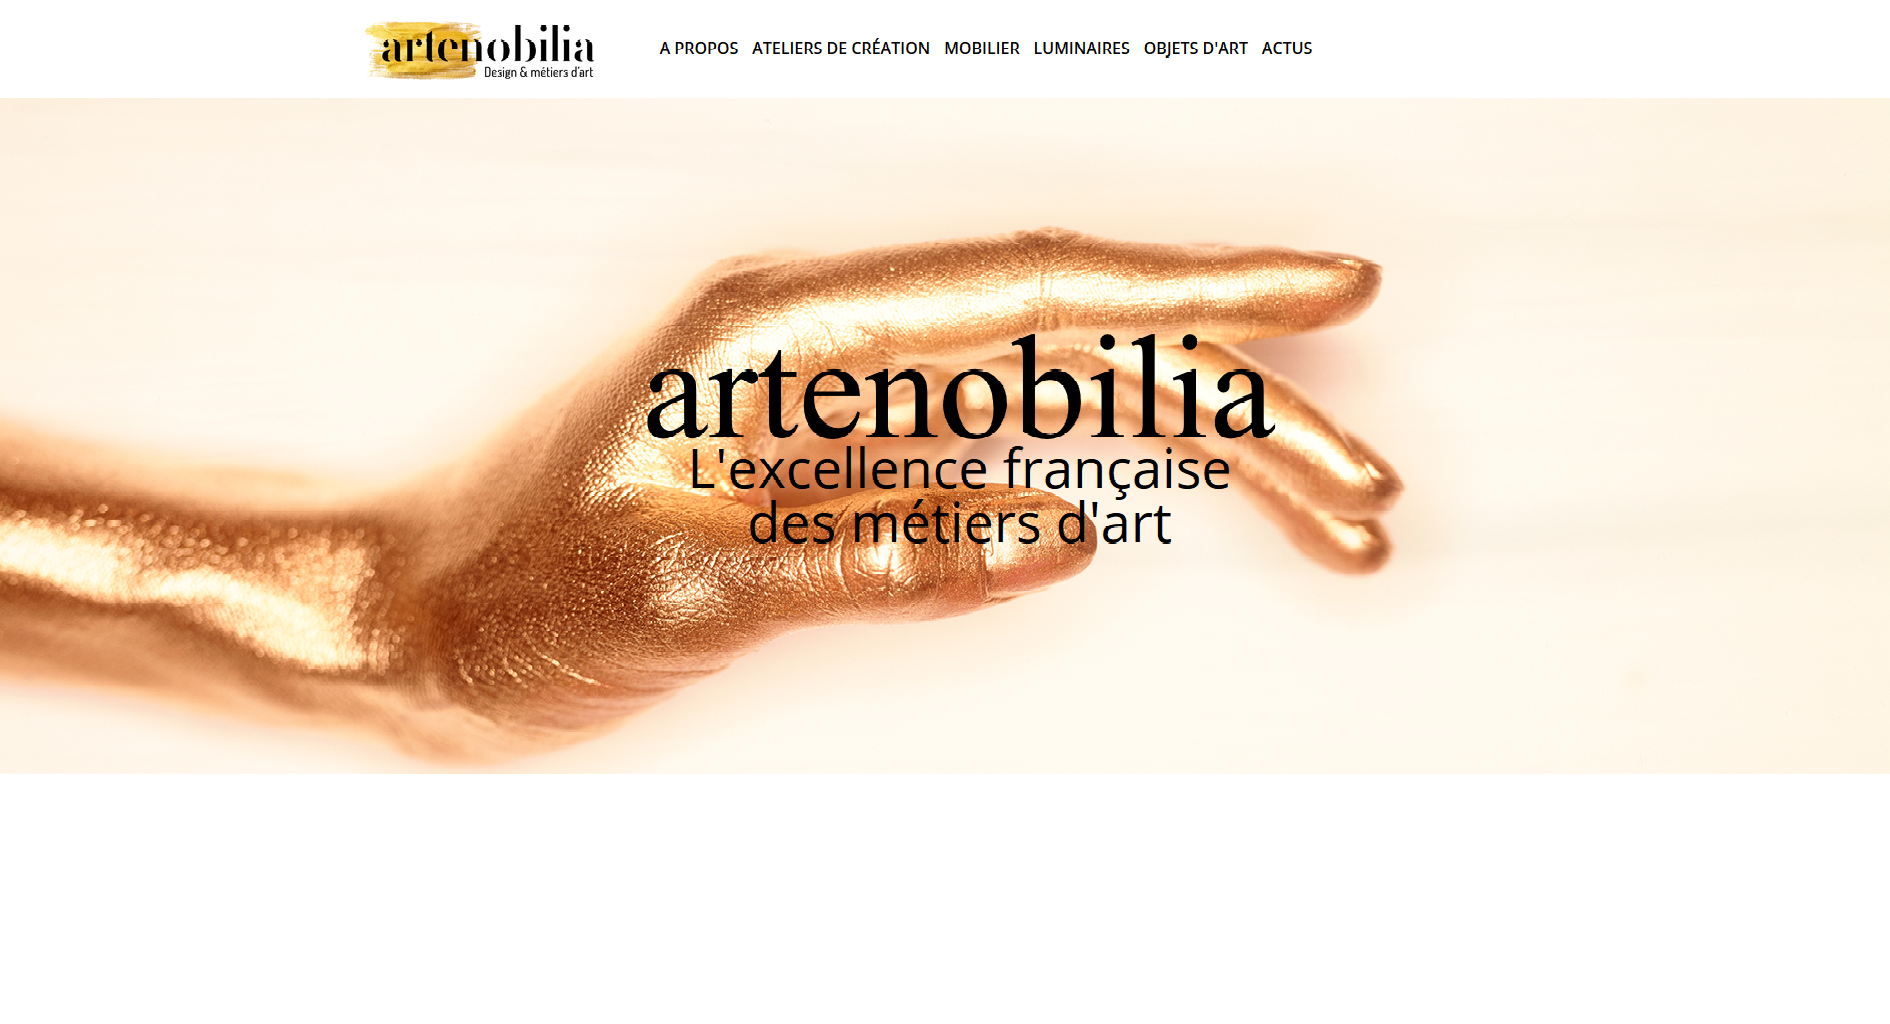 artenobilia
Design & métiers d'art
A PROPOS ATELIERS DE CRÉATION MOBILIER LUMINAIRES OBJETS D'ART ACTUS
artenobilia
L'excellence française
des métiers d'art